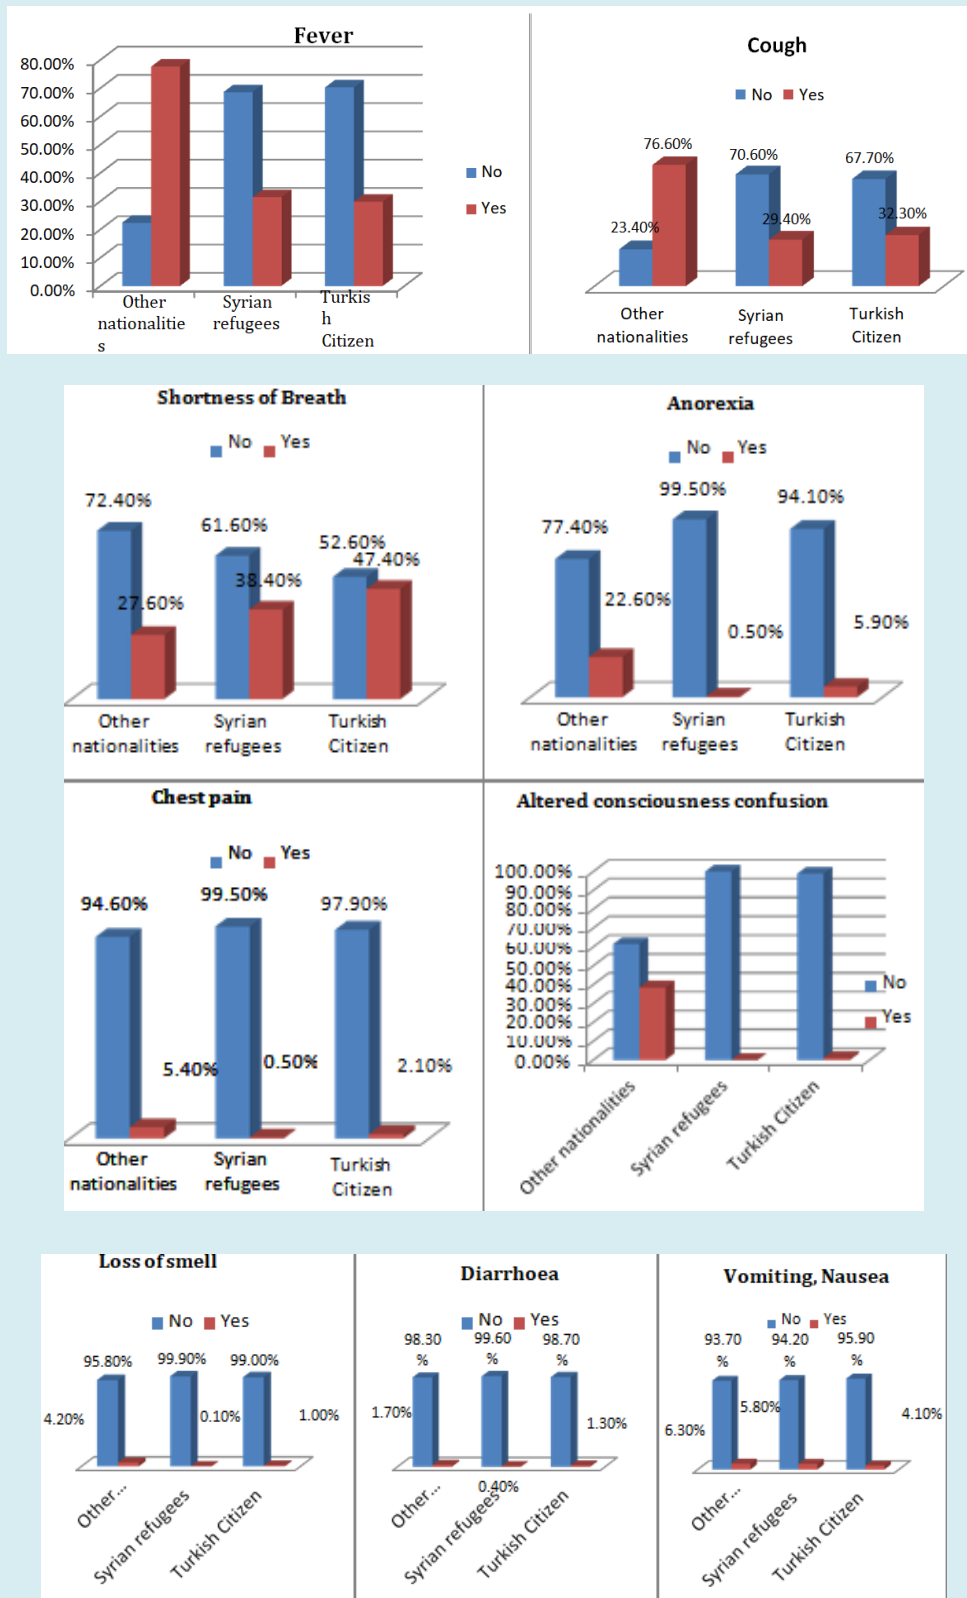 Fever
80.00%
70.00%
60.00%
50.00%
40.00%
30.00%
20.00%
10.00%
0.00%
Other
nationalitie
s
Syrian
refugees
Turkis
h
Citizen
No
Yes
Cough
No Yes
76.60%
70.60%
67.70%
23.40%
29.40%
32.30%
Other
nationalities
Syrian
refugees
Turkish
Citizen
Shortness of Breath
No Yes
72.40%
61.60%
52.60%
47.40%
38.40%
27.60%
Other
nationalities
Syrian
refugees
Turkish
Citizen
Anorexia
No Yes
99.50%
94.10%
77.40%
22.60%
0.50%
5.90%
Other
nationalities
Syrian
refugees
Turkish
Citizen
Chest pain
No Yes
94.60%
99.50%
97.90%
5.40%
0.50%
2.10%
Other
nationalities
Syrian
refugees
Turkish
Citizen
Altered consciousness confusion
100.00%
90.00%
80.00%
70.00%
60.00%
50.00%
40.00%
30.00%
20.00%
10.00%
0.00%
No
Yes
Other nationalities
Syrian refugees
Turkish Citizen
Loss of smell
No Yes
95.80%
99.90%
99.00%
4.20%
0.10%
1.00%
Other...
Syrian refugees
Turkish Citizen
Diarrhoea
No Yes
98.30
%
99.60
%
98.70
%
1.70%
1.30%
0.40%
Other...
Syrian refugees
Turkish Citizen
Vomiting, Nausea
No Yes
93.70
%
94.20
%
95.90
%
6.30%
5.80%
4.10%
Other...
Syrian refugees
Turkish Citizen